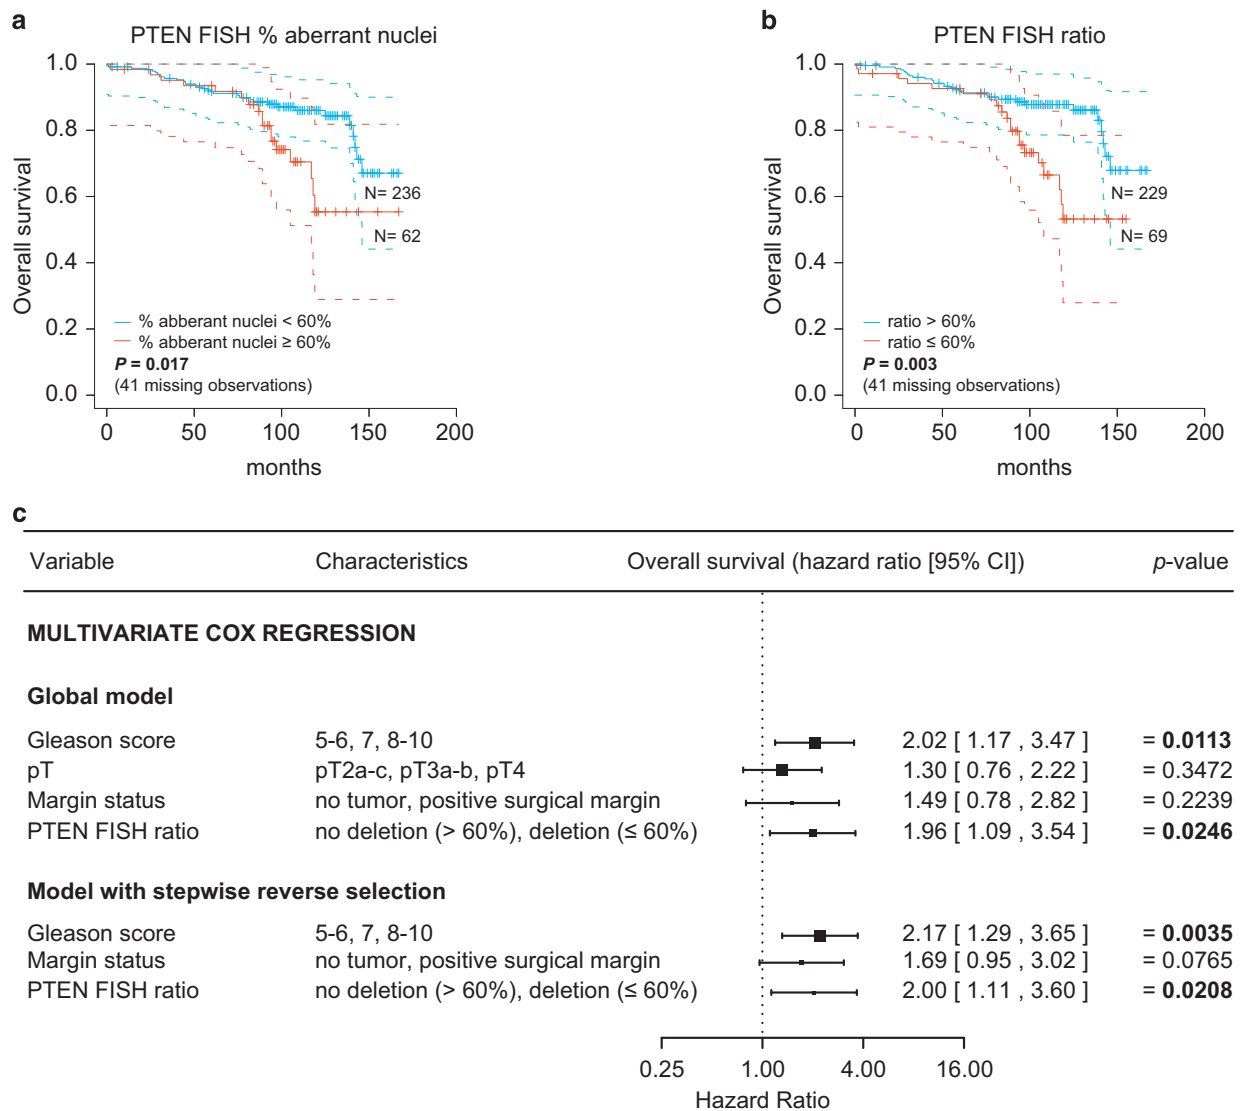 a
PTEN FISH % aberrant nuclei
1.0
0.8
0.6
0.4
0.2
0.0
Overall survival
N= 236
N= 62
% abberant nuclei < 60%
% abberant nuclei ≥ 60%
P = 0.017
(41 missing observations)
0 50 100 150 200
months
b
PTEN FISH ratio
1.0
0.8
0.6
0.4
0.2
0.0
Overall survival
N= 229
N= 69
ratio > 60%
ratio ≤ 60%
P = 0.003
(41 missing observations)
0 50 100 150 200
months
c
Variable Characteristics Overall survival (hazard ratio [95% CI]) p-value
MULTIVARIATE COX REGRESSION
Global model
Gleason score 5-6, 7, 8-10 2.02 [ 1.17 , 3.47 ] = 0.0113
pT pT2a-c, pT3a-b, pT4 1.30 [ 0.76 , 2.22 ] = 0.3472
Margin status no tumor, positive surgical margin 1.49 [ 0.78 , 2.82 ] = 0.2239
PTEN FISH ratio no deletion (> 60%), deletion (≤ 60%) 1.96 [ 1.09 , 3.54 ] = 0.0246
Model with stepwise reverse selection
Gleason score 5-6, 7, 8-10 2.17 [ 1.29 , 3.65 ] = 0.0035
Margin status no tumor, positive surgical margin 1.69 [ 0.95 , 3.02 ] = 0.0765
PTEN FISH ratio no deletion (> 60%), deletion (≤ 60%) 2.00 [ 1.11 , 3.60 ] = 0.0208
0.25 1.00 4.00 16.00
Hazard Ratio